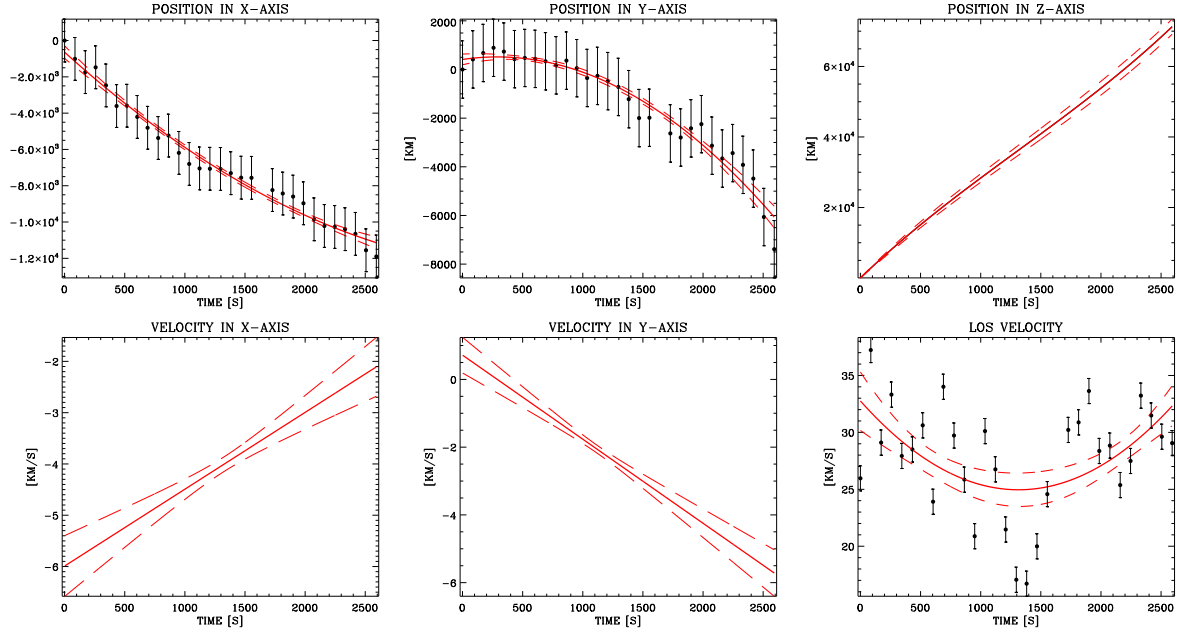 POSITION IN X-AXIS
0
-2.0×10³
-4.0×10³
-6.0×10³
-8.0×10³
-1.0×10⁴
-1.2×10⁴
0 500 1000 1500 2000 2500
TIME [S]
POSITION IN Y-AXIS
[KM]
2000
0
-2000
-4000
-6000
-8000
0 500 1000 1500 2000 2500
TIME [S]
POSITION IN Z-AXIS
[KM]
6×10⁴
4×10⁴
2×10⁴
0 500 1000 1500 2000 2500
TIME [S]
VELOCITY IN X-AXIS
[KM/S]
-2
-3
-4
-5
-6
0 500 1000 1500 2000 2500
TIME [S]
VELOCITY IN Y-AXIS
[KM/S]
0
-2
-4
-6
0 500 1000 1500 2000 2500
TIME [S]
LOS VELOCITY
[KM/S]
35
30
25
20
0 500 1000 1500 2000 2500
TIME [S]